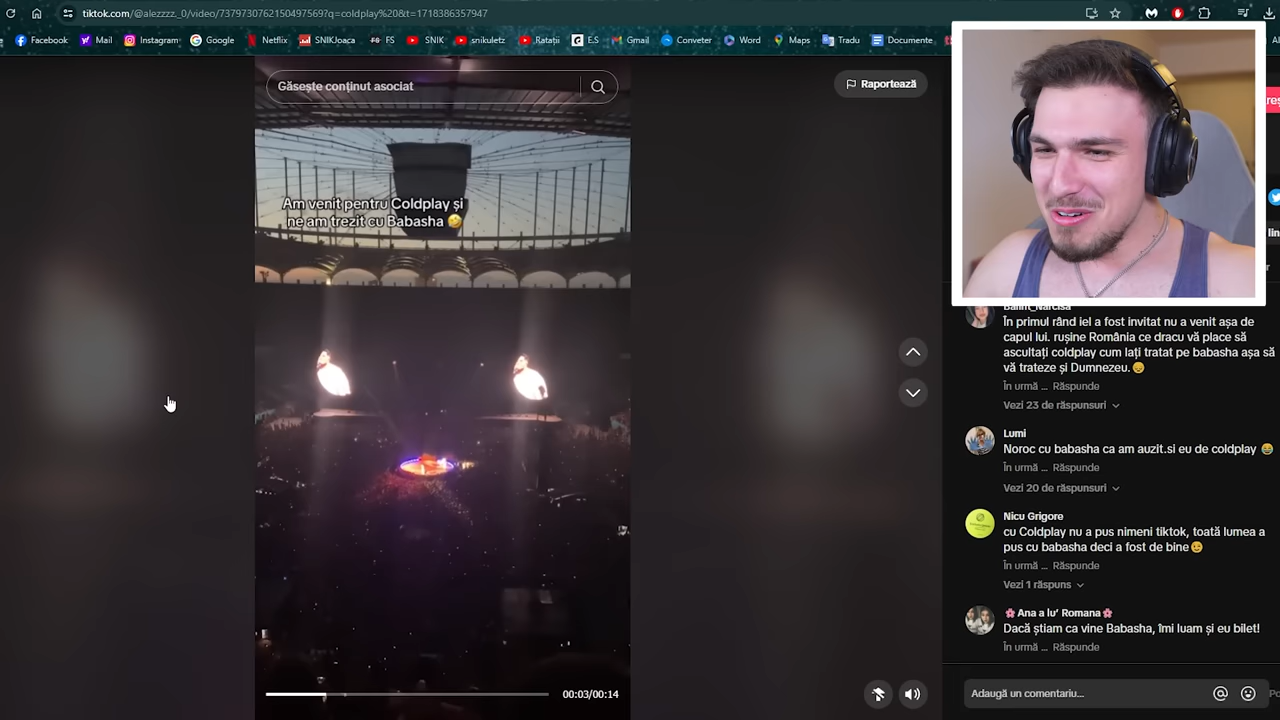 tiktok.com/@alezzzz._0/video/7379730762150497569?q=coldplay%20&t=1718386357947
Facebook
Mail
Instagram
Google
Netflix
SNIKJoaca
FS
SNIK
snikuletz
Ratații
E.S
Gmail
Conveter
Word
Maps
Tradu
Documente
Găsește conținut asociat
Raportează
Am venit pentru Coldplay și
ne am trezit cu Babasha 🤣
00:03/00:14
În primul rând iel a fost invitat nu a venit așa de
capul lui. rușine România ce dracu vă place să
ascultați coldplay cum lați tratat pe babasha așa să
vă trateze și Dumnezeu. 😞
În urmă ... Răspunde
Vezi 23 de răspunsuri
Lumi
Noroc cu babasha ca am auzit.si eu de coldplay 😂
În urmă ... Răspunde
Vezi 20 de răspunsuri
Nicu Grigore
cu Coldplay nu a pus nimeni tiktok, toată lumea a
pus cu babasha deci a fost de bine😉
În urmă ... Răspunde
Vezi 1 răspuns
🌸Ana a lu’ Romana🌸
Dacă știam ca vine Babasha, îmi luam și eu bilet!
În urmă ... Răspunde
Adaugă un comentariu...